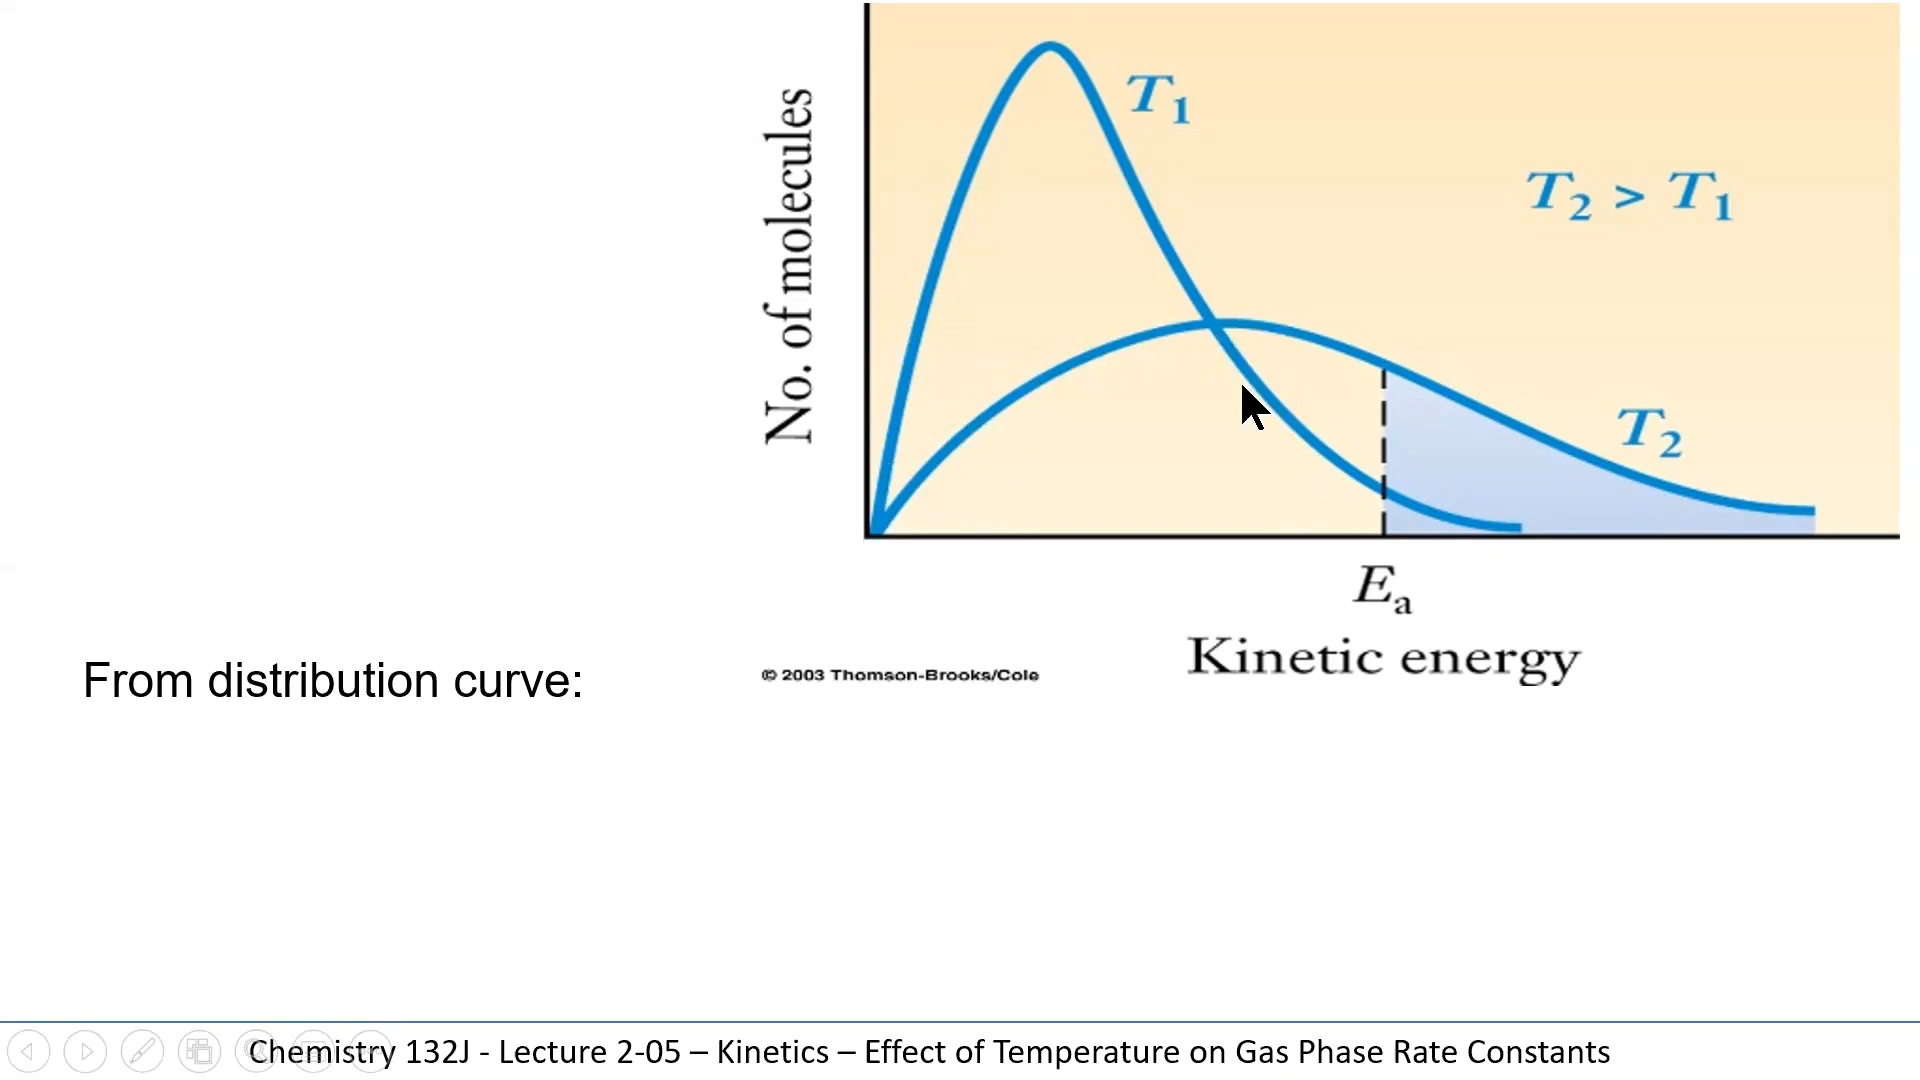 No. of molecules
T₁
T₂ > T₁
T₂
Eₐ
Kinetic energy
© 2003 Thomson-Brooks/Cole
From distribution curve:
Chemistry 132J - Lecture 2-05 – Kinetics – Effect of Temperature on Gas Phase Rate Constants